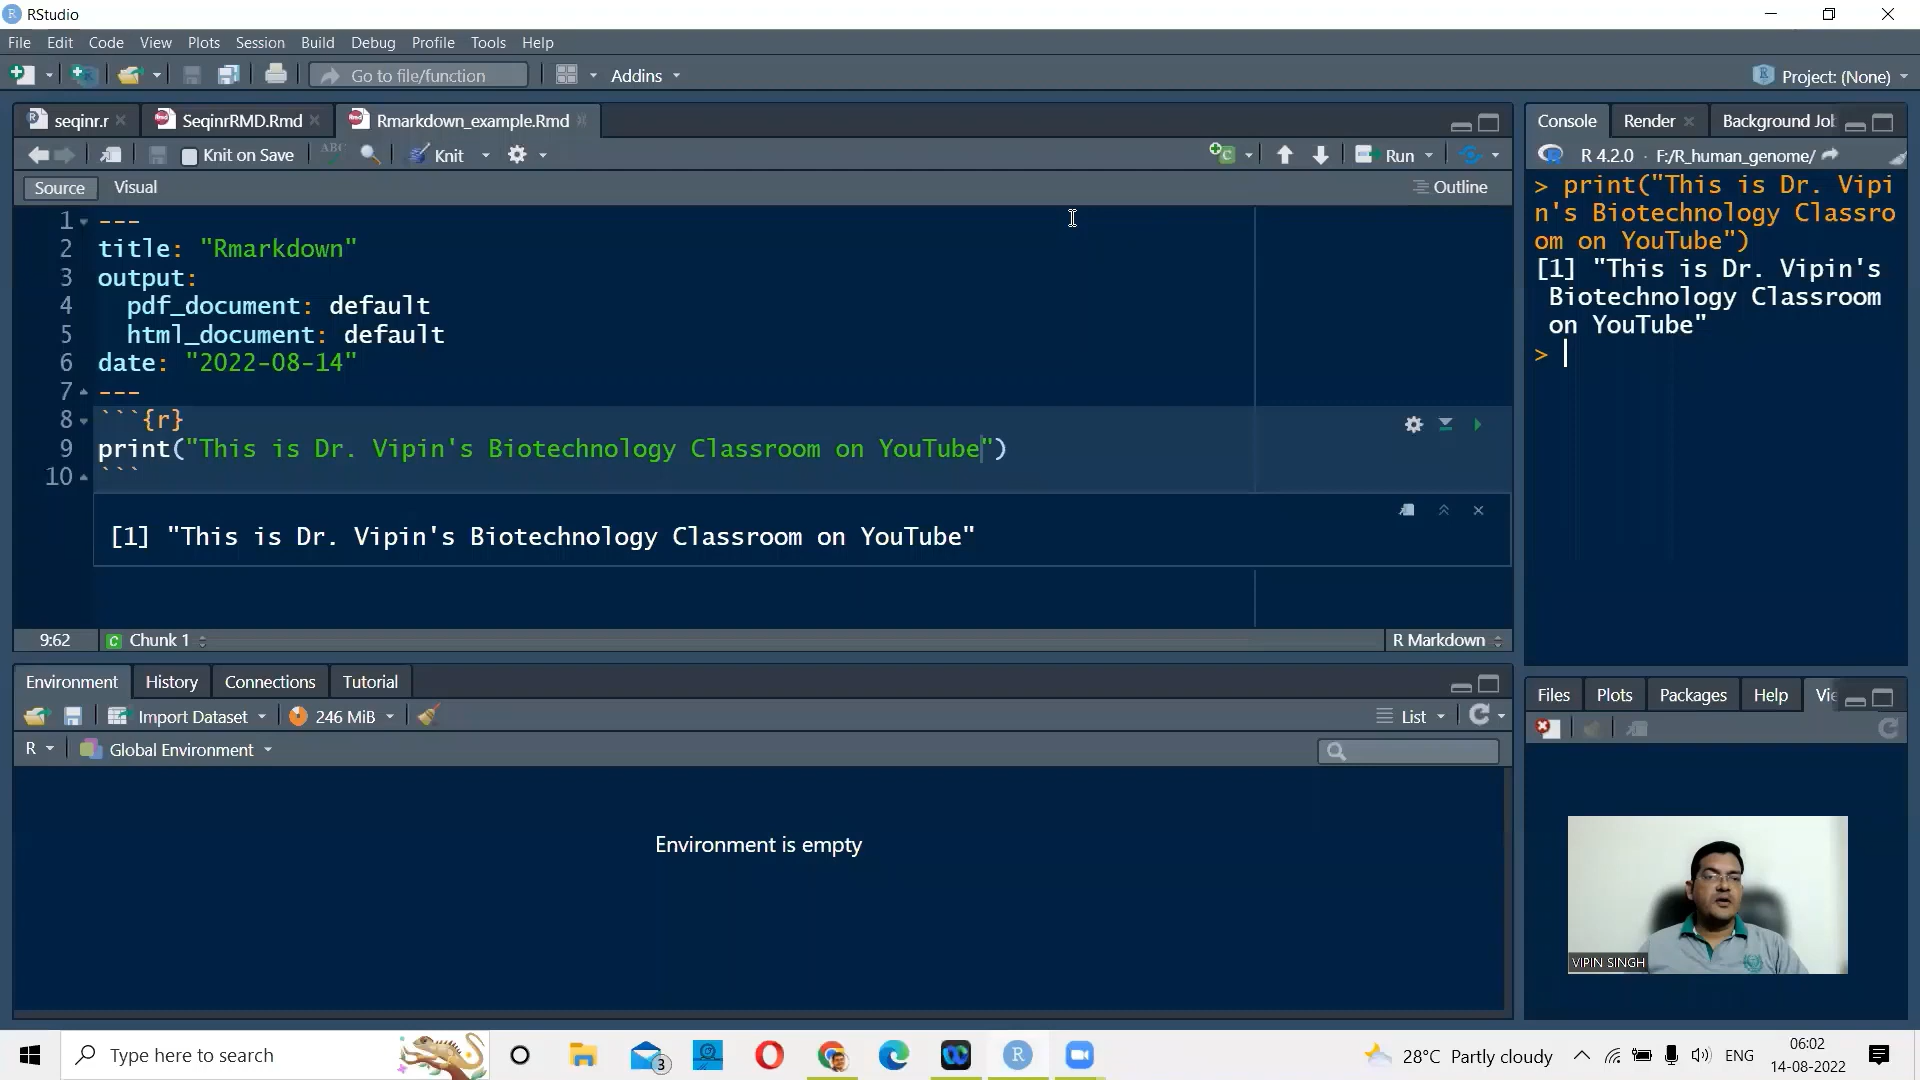 RStudio
File Edit Code View Plots Session Build Debug Profile Tools Help
Go to file/function Addins Project: (None)
seqinr.r SeqinrRMD.Rmd Rmarkdown_example.Rmd
Knit on Save ABC Knit Run
Source Visual Outline
1 ---
2 title: "Rmarkdown"
3 output:
4 pdf_document: default
5 html_document: default
6 date: "2022-08-14"
7 ---
8 ```{r}
9 print("This is Dr. Vipin's Biotechnology Classroom on YouTube")
10 ```
[1] "This is Dr. Vipin's Biotechnology Classroom on YouTube"
9:62 C Chunk 1 R Markdown
Console Render Background Jo
R 4.2.0 · F:/R_human_genome/
> print("This is Dr. Vipi
n's Biotechnology Classro
om on YouTube")
[1] "This is Dr. Vipin's
Biotechnology Classroom
on YouTube"
>
Environment History Connections Tutorial
Import Dataset 246 MiB List
R Global Environment
Environment is empty
Files Plots Packages Help Vie
VIPIN SINGH
Type here to search
3
28°C Partly cloudy ENG 06:02
14-08-2022